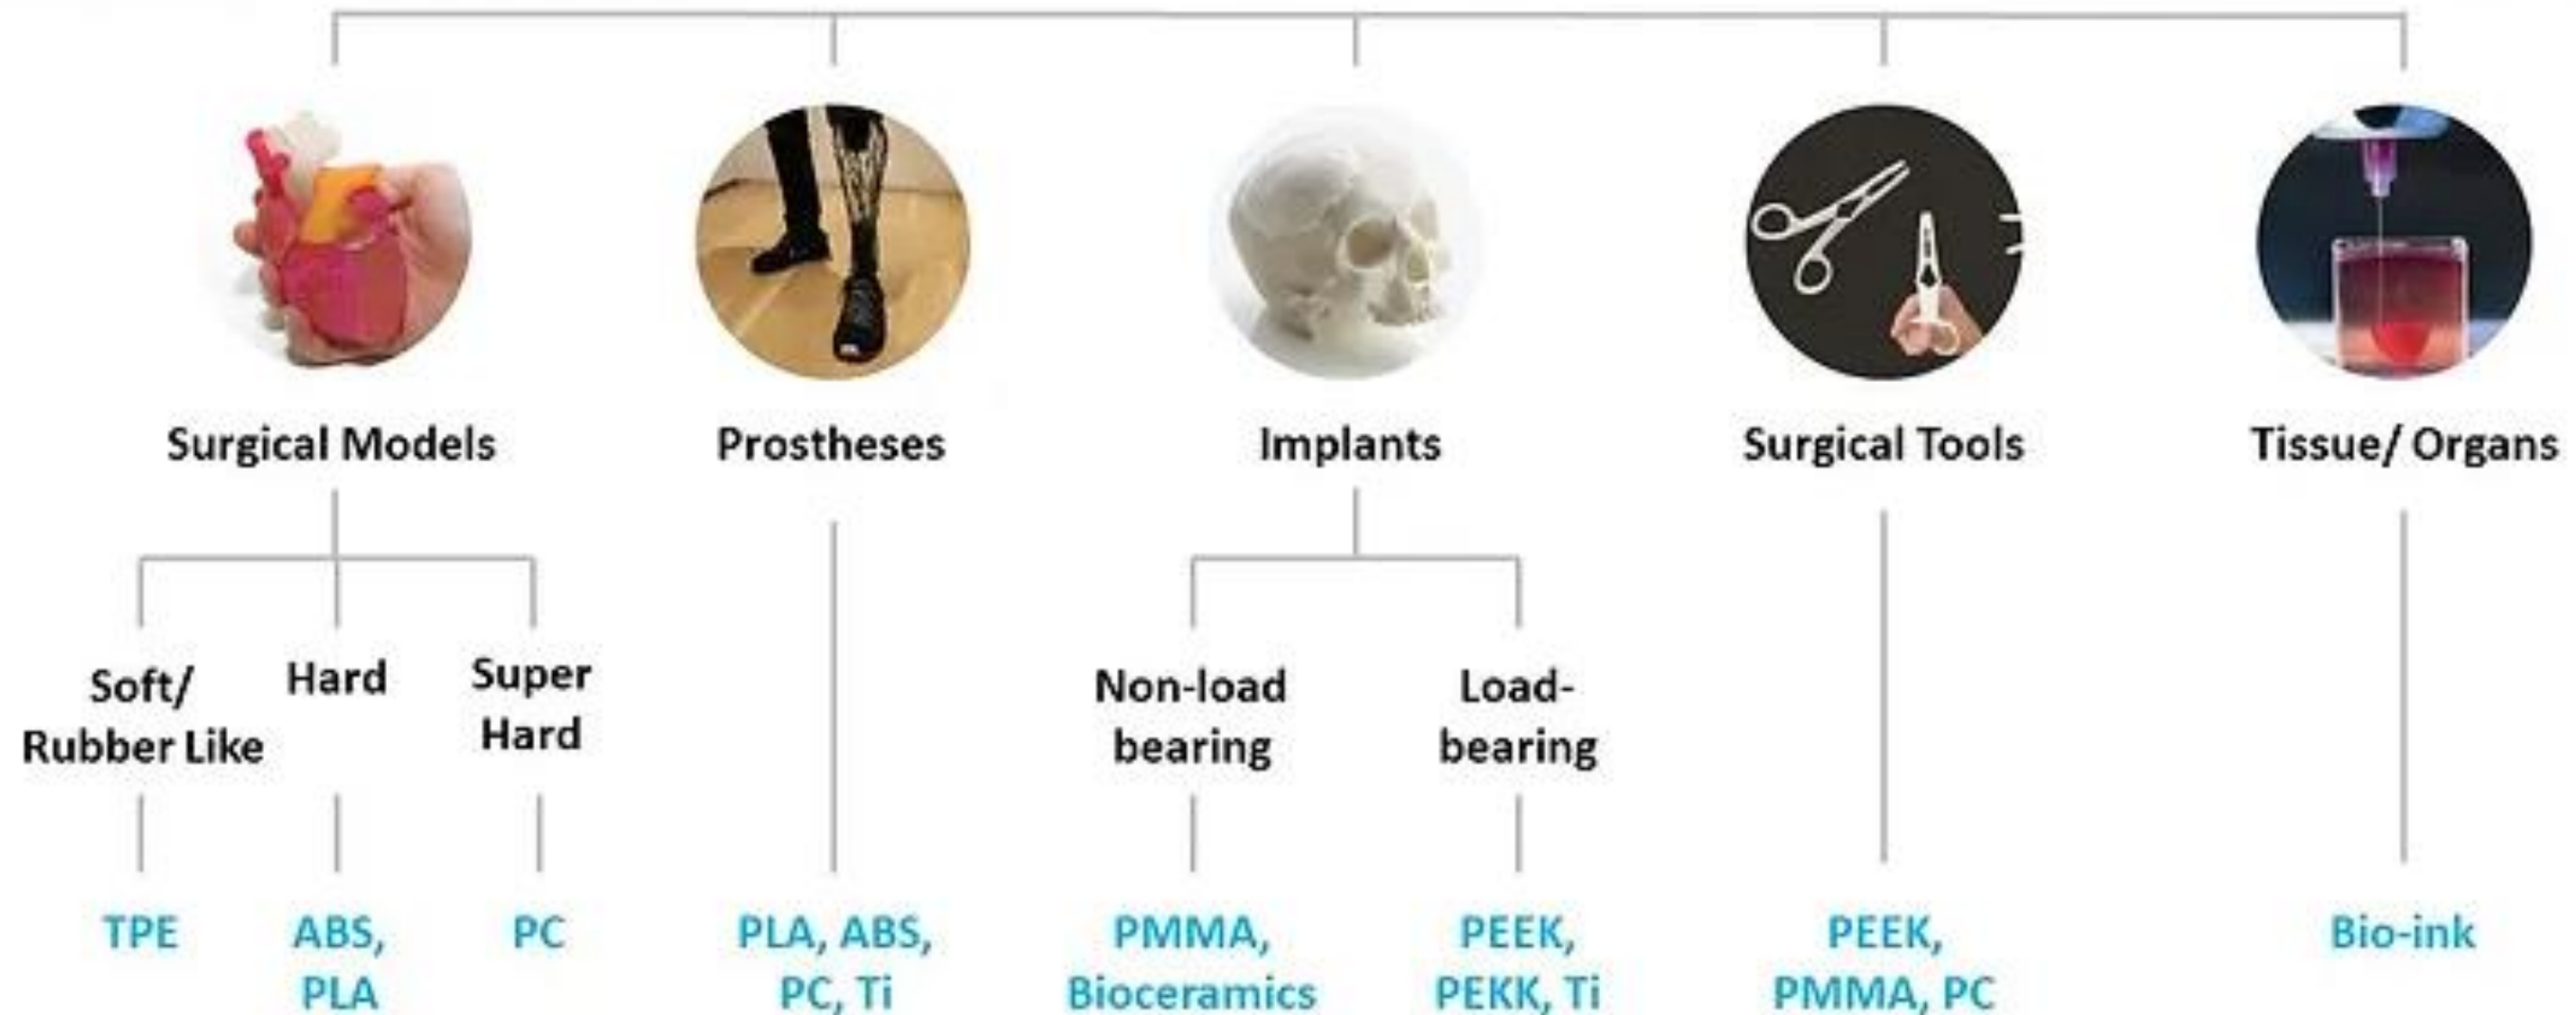 Surgical Models
Prostheses
Implants
Surgical Tools
Tissue/ Organs
Soft/
Rubber Like
Hard
Super
Hard
Non-load
bearing
Load-
bearing
TPE
ABS,
PLA
PC
PLA, ABS,
PC, Ti
PMMA,
Bioceramics
PEEK,
PEKK, Ti
PEEK,
PMMA, PC
Bio-ink